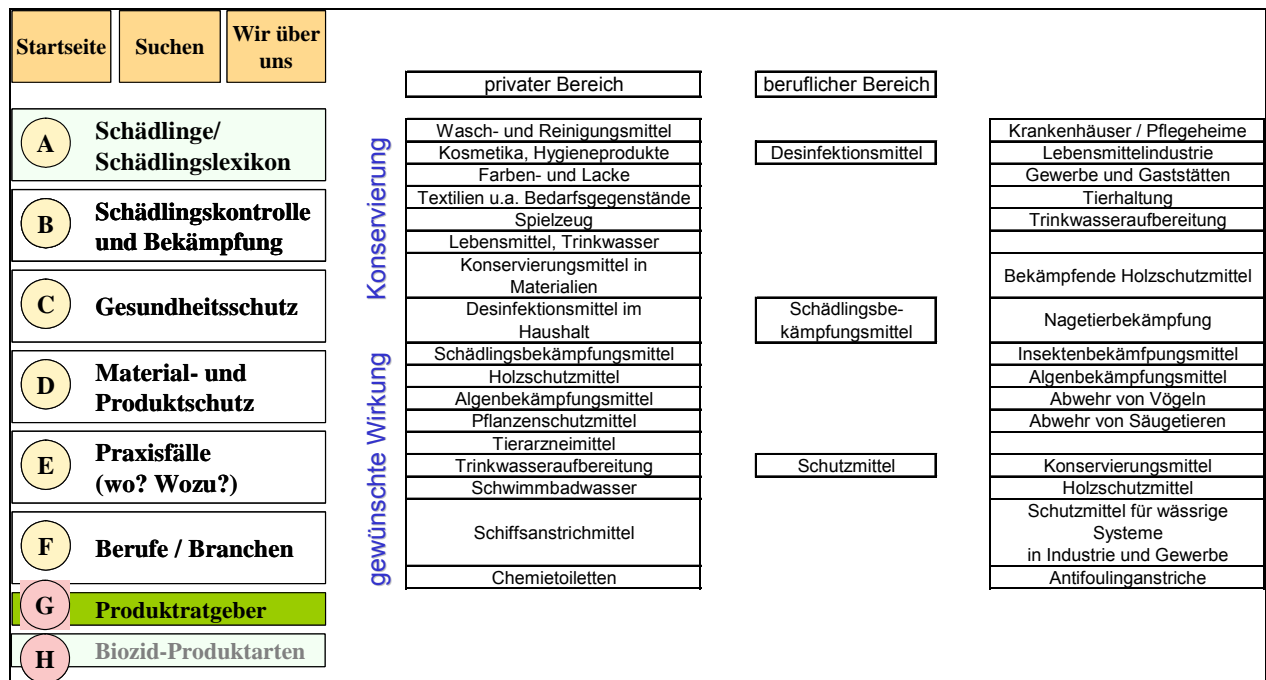 Startseite
Suchen
Wir über
uns
A
Schädlinge/
Schädlingslexikon
B
Schädlingskontrolle
und Bekämpfung
C
Gesundheitsschutz
D
Material- und
Produktschutz
E
Praxisfälle
(wo? Wozu?)
F
Berufe / Branchen
G
Produktratgeber
H
Biozid-Produktarten
Konservierung
gewünschte Wirkung
privater Bereich
Wasch- und Reinigungsmittel
Kosmetika, Hygieneprodukte
Farben- und Lacke
Textilien u.a. Bedarfsgegenstände
Spielzeug
Lebensmittel, Trinkwasser
Konservierungsmittel in
Materialien
Desinfektionsmittel im
Haushalt
Schädlingsbekämpfungsmittel
Holzschutzmittel
Algenbekämpfungsmittel
Pflanzenschutzmittel
Tierarzneimittel
Trinkwasseraufbereitung
Schwimmbadwasser
Schiffsanstrichmittel
Chemietoiletten
beruflicher Bereich
Desinfektionsmittel
Schädlingsbe-
kämpfungsmittel
Schutzmittel
Krankenhäuser / Pflegeheime
Lebensmittelindustrie
Gewerbe und Gaststätten
Tierhaltung
Trinkwasseraufbereitung
Bekämpfende Holzschutzmittel
Nagetierbekämpfung
Insektenbekämfpungsmittel
Algenbekämpfungsmittel
Abwehr von Vögeln
Abwehr von Säugetieren
Konservierungsmittel
Holzschutzmittel
Schutzmittel für wässrige
Systeme
in Industrie und Gewerbe
Antifoulinganstriche